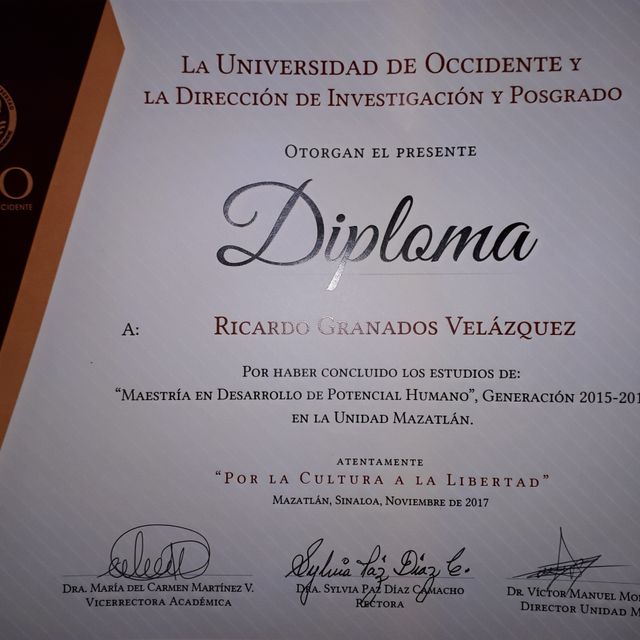 La Universidad de Occidente y
la Dirección de Investigación y Posgrado
Otorgan el presente
Diploma
A: Ricardo Granados Velázquez
Por haber concluido los estudios de:
“Maestría en Desarrollo de Potencial Humano”, Generación 2015-201
en la Unidad Mazatlán.
atentamente
“Por la Cultura a la Libertad”
Mazatlán, Sinaloa, Noviembre de 2017
Sylvia Paz Díaz C.
Dra. María del Carmen Martínez V.
Vicerrectora Académica
Dra. Sylvia Paz Díaz Camacho
Rectora
Dr. Víctor Manuel
Director Unidad